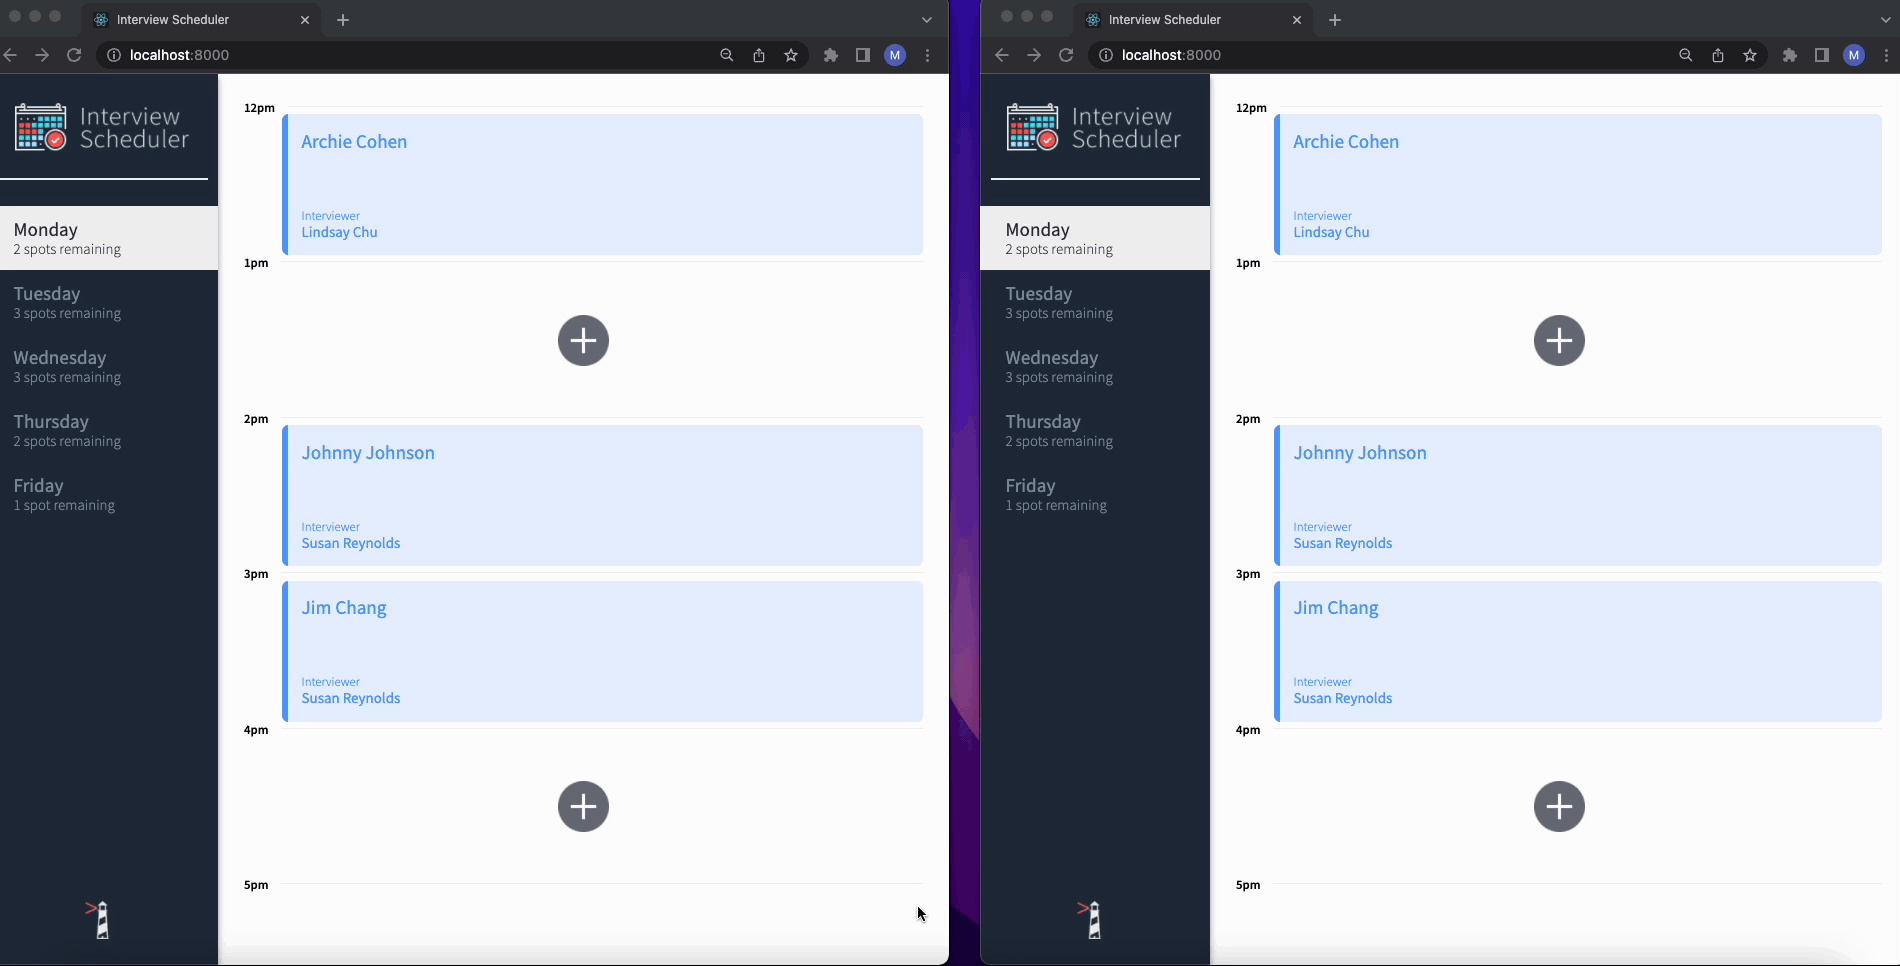 Interview Scheduler
localhost:8000
M
Interview
Scheduler
Monday
2 spots remaining
Tuesday
3 spots remaining
Wednesday
3 spots remaining
Thursday
2 spots remaining
Friday
1 spot remaining
12pm
Archie Cohen
Interviewer
Lindsay Chu
1pm
2pm
Johnny Johnson
Interviewer
Susan Reynolds
3pm
Jim Chang
Interviewer
Susan Reynolds
4pm
5pm
Interview Scheduler
localhost:8000
M
Interview
Scheduler
Monday
2 spots remaining
Tuesday
3 spots remaining
Wednesday
3 spots remaining
Thursday
2 spots remaining
Friday
1 spot remaining
12pm
Archie Cohen
Interviewer
Lindsay Chu
1pm
2pm
Johnny Johnson
Interviewer
Susan Reynolds
3pm
Jim Chang
Interviewer
Susan Reynolds
4pm
5pm